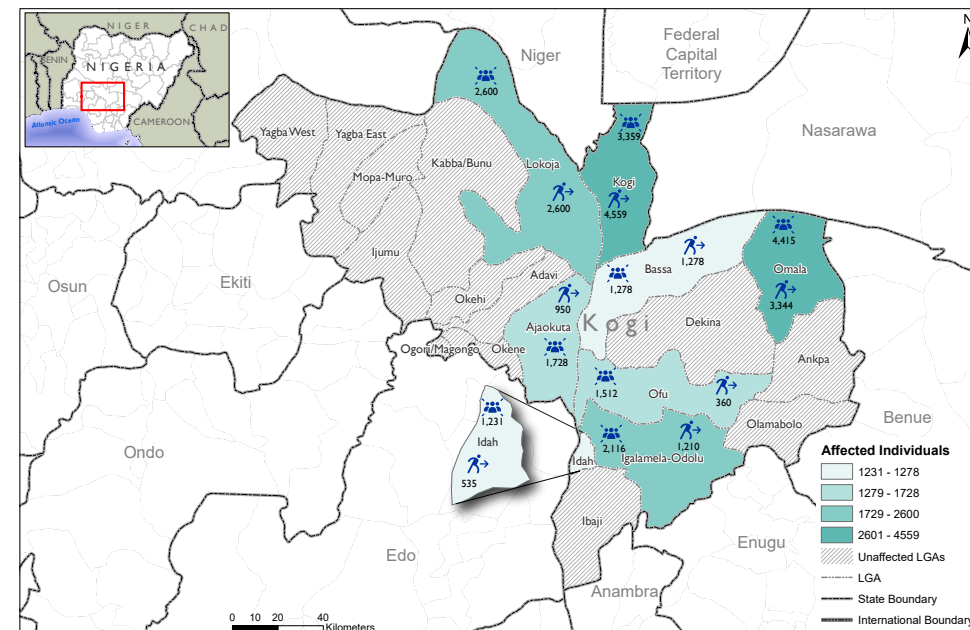 NIGER
CHAD
BENIN
NIGERIA
Atlantic Ocean
CAMEROON
N
Niger
Federal
Capital
Territory
Nasarawa
2,600
3,359
Yagba West
Yagba East
Kabba/Bunu
Lokoja
Mopa-Muro
Kogi
2,600
4,559
4,415
Ijumu
1,278
Omala
Bassa
Osun
Ekiti
Adavi
1,278
3,344
Okehi
950
Kogi
Dekina
Ajaokuta
Ogori/Magongo
Okene
1,728
Ankpa
1,512
Ofu
360
Benue
1,231
Olamabolo
Idah
2,116
1,210
Ondo
Igalamela-Odolu
Idah
535
Ibaji
Edo
Enugu
Anambra
Affected Individuals
1231 - 1278
1279 - 1728
1729 - 2600
2601 - 4559
Unaffected LGAs
LGA
State Boundary
International Boundary
0 10 20 40
Kilometers